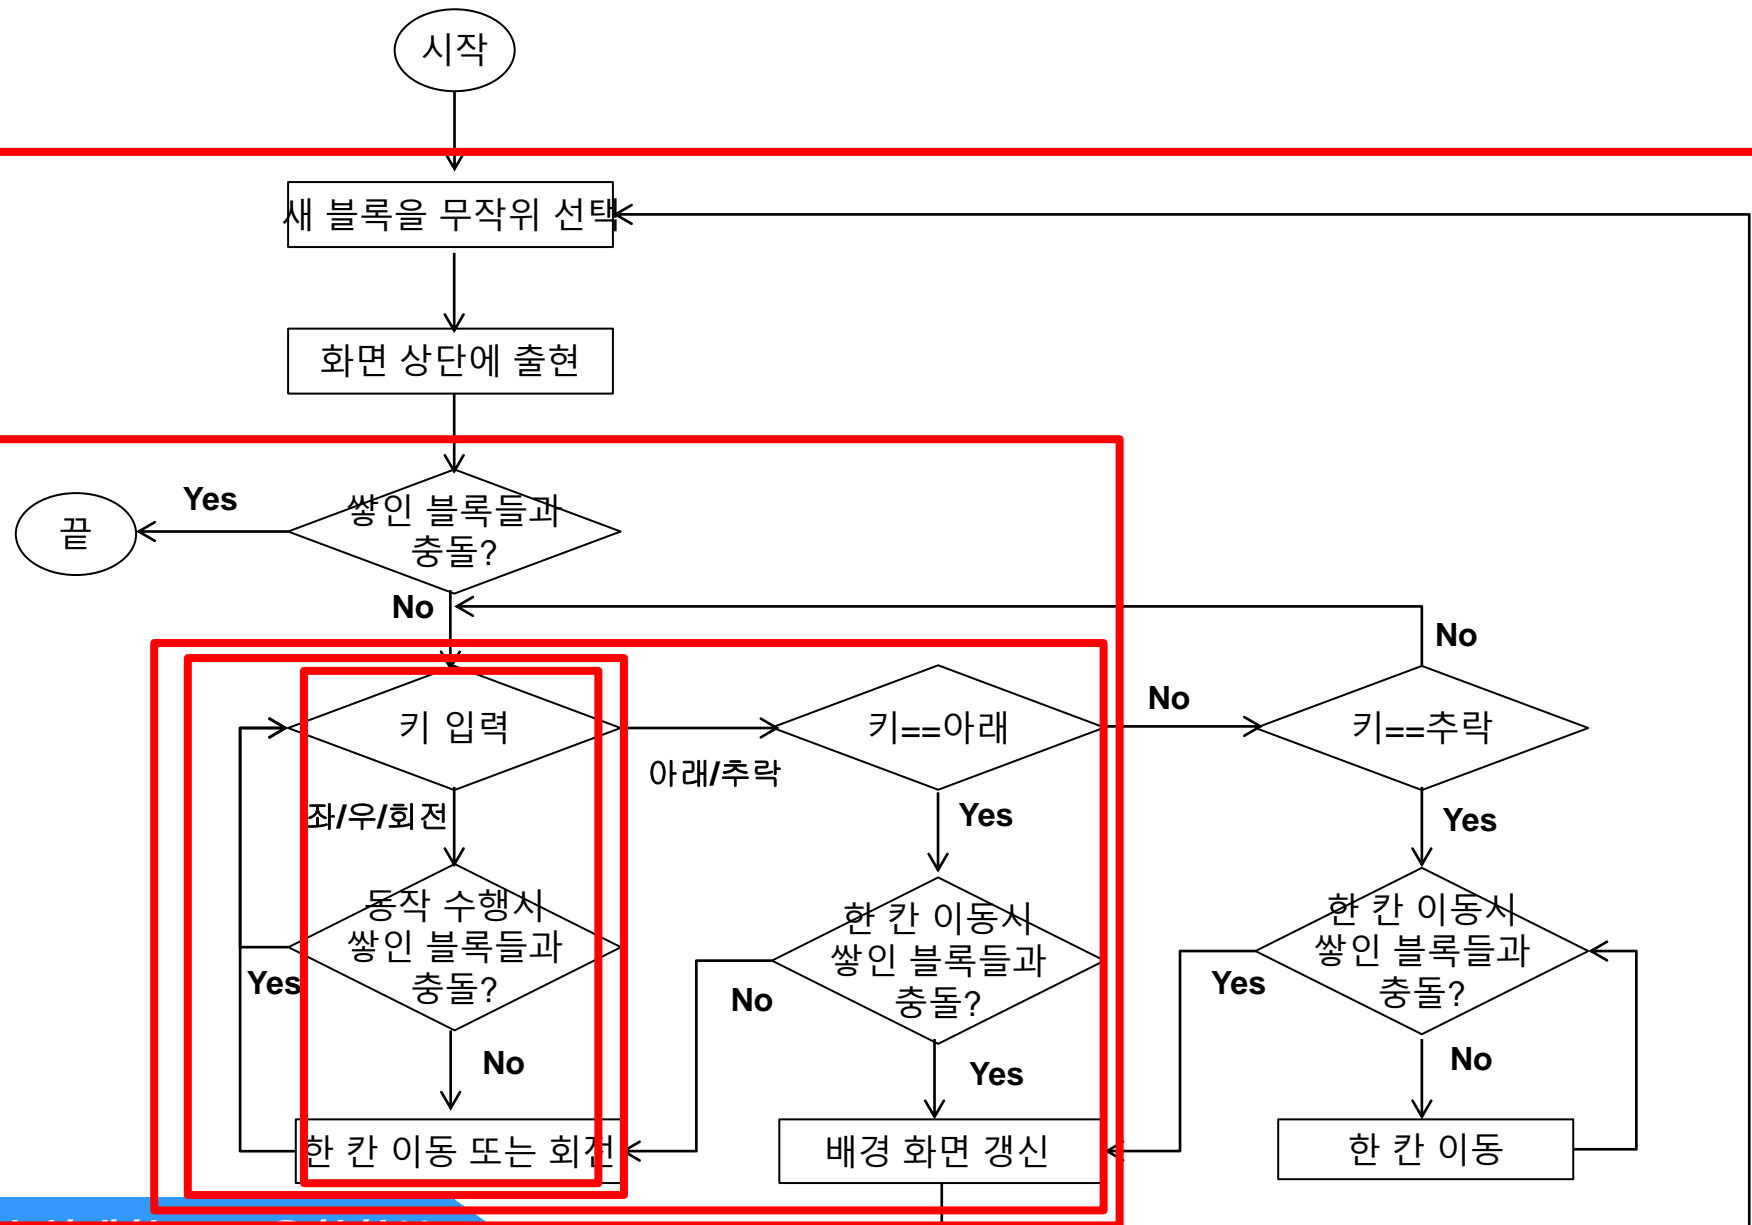 시작
새 블록을 무작위 선택
화면 상단에 출현
Yes
쌓인 블록들과
충돌?
끝
No
No
키 입력
키==아래
No
키==추락
아래/추락
좌/우/회전
Yes
Yes
동작 수행시
쌓인 블록들과
충돌?
한 칸 이동시
쌓인 블록들과
충돌?
한 칸 이동시
쌓인 블록들과
충돌?
Yes
No
Yes
No
Yes
No
한 칸 이동 또는 회전
배경 화면 갱신
한 칸 이동